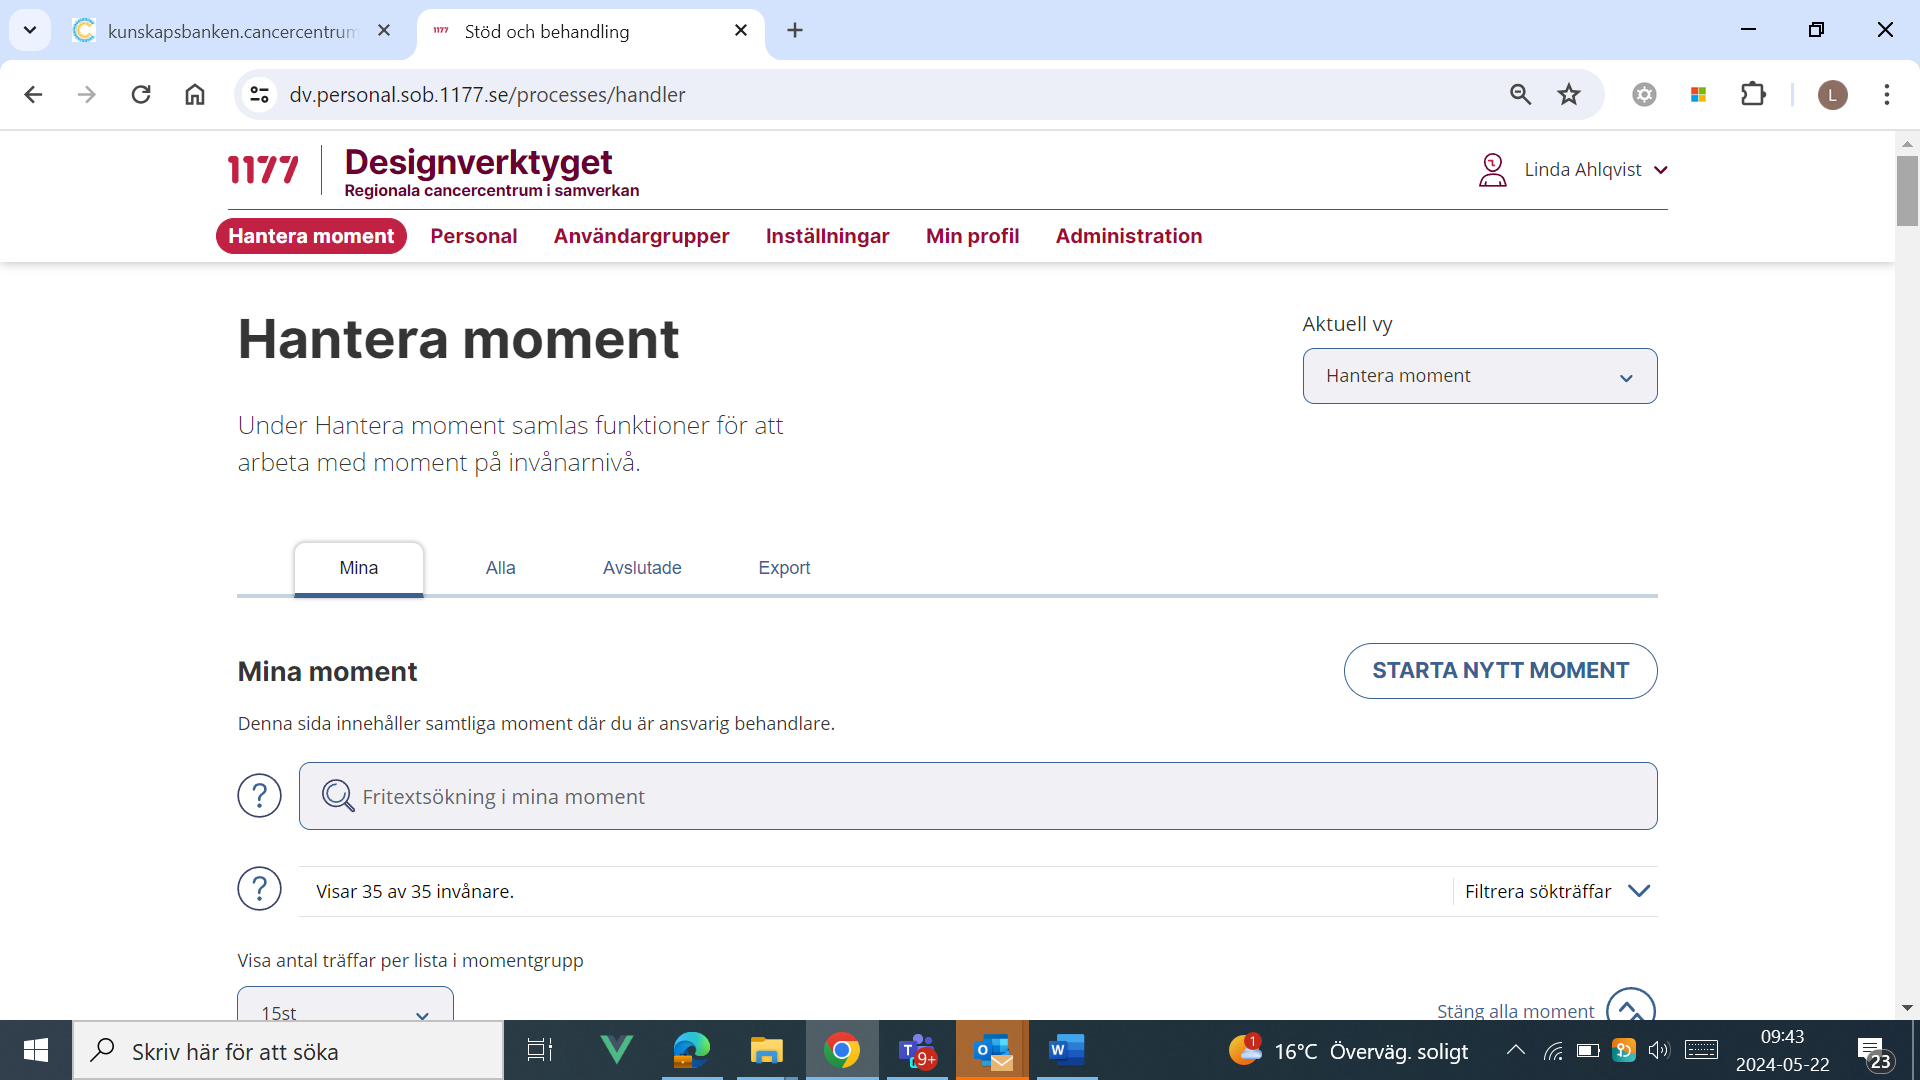 kunskapsbanken.cancercentrum
1177 Stöd och behandling
dv.personal.sob.1177.se/processes/handler
L
1177
Designverktyget
Regionala cancercentrum i samverkan
Linda Ahlqvist
Hantera moment Personal Användargrupper Inställningar Min profil Administration
Hantera moment
Aktuell vy
Hantera moment
Under Hantera moment samlas funktioner för att
arbeta med moment på invånarnivå.
Mina Alla Avslutade Export
Mina moment
STARTA NYTT MOMENT
Denna sida innehåller samtliga moment där du är ansvarig behandlare.
? Fritextsökning i mina moment
? Visar 35 av 35 invånare. Filtrera sökträffar
Visa antal träffar per lista i momentgrupp
15st
Stäng alla moment
Skriv här för att söka
9+
1
16°C Överväg. soligt
09:43
2024-05-22
23